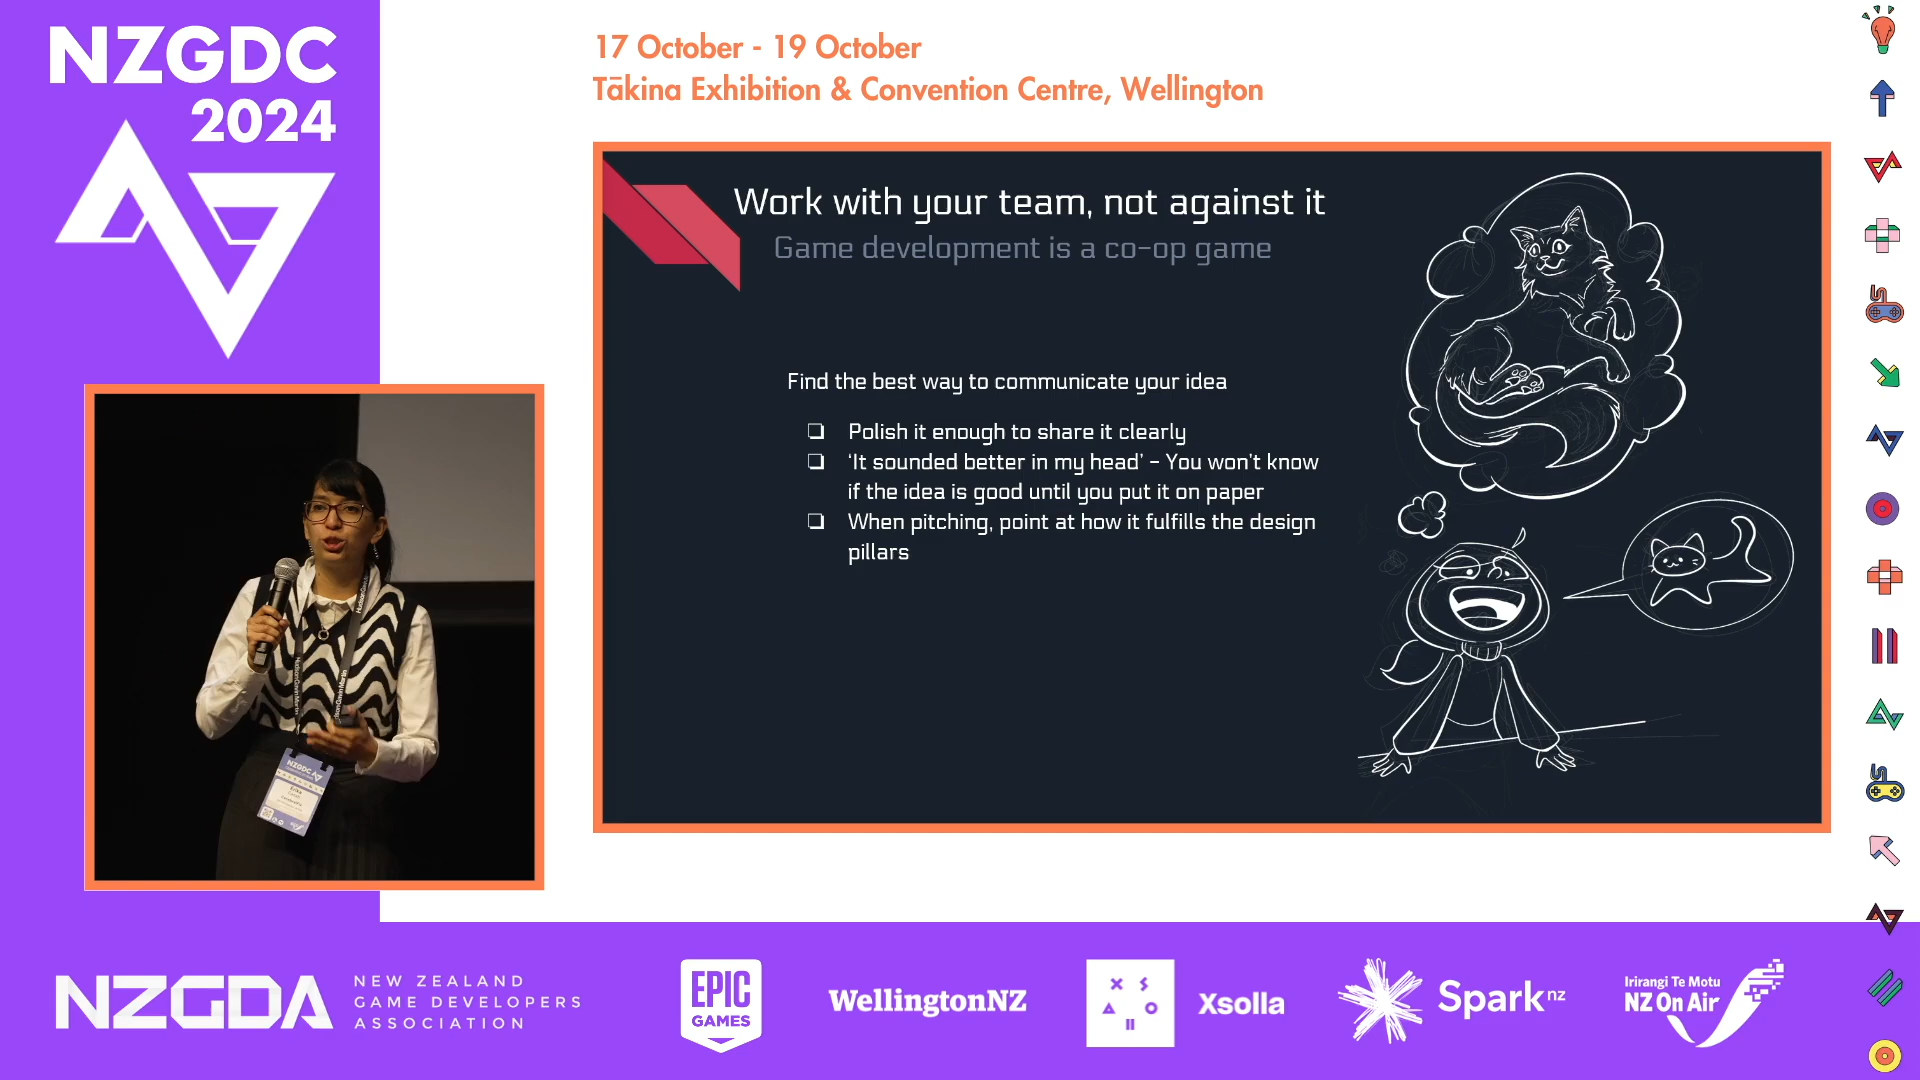 NZGDC
2024
17 October - 19 October
Tākina Exhibition & Convention Centre, Wellington
Work with your team, not against it
Game development is a co-op game
Find the best way to communicate your idea
❏ Polish it enough to share it clearly
❏ ‘It sounded better in my head’ – You won’t know
if the idea is good until you put it on paper
❏ When pitching, point at how it fulfills the design
pillars
NZGDC
Erika
NZGDA
NEW ZEALAND
GAME DEVELOPERS
ASSOCIATION
EPIC
GAMES
WellingtonNZ
Xsolla
Spark nz
Irirangi Te Motu
NZ On Air